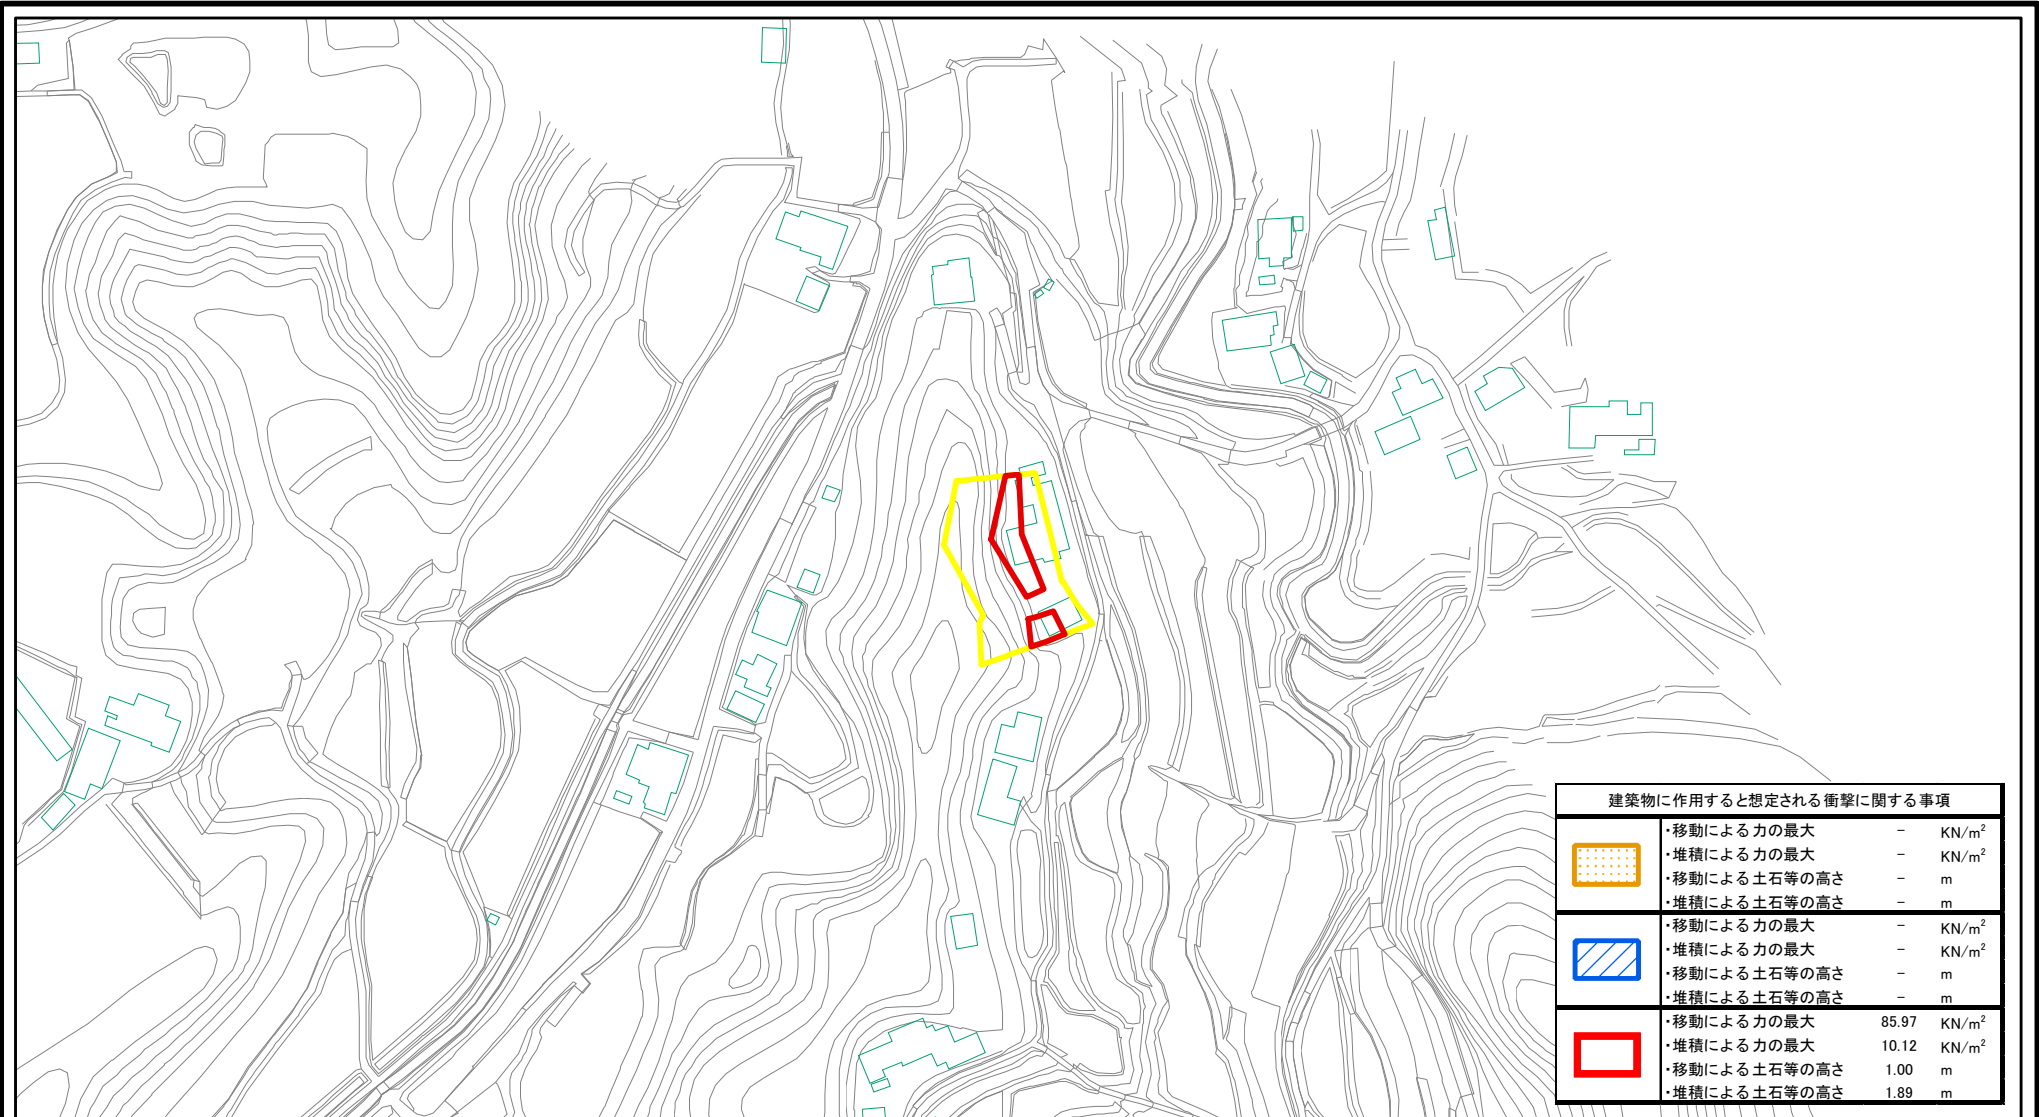 建築物に作用すると想定される衝撃に関する事項
・移動による力の最大 － KN/m²
・堆積による力の最大 － KN/m²
・移動による土石等の高さ － m
・堆積による土石等の高さ － m
・移動による力の最大 － KN/m²
・堆積による力の最大 － KN/m²
・移動による土石等の高さ － m
・堆積による土石等の高さ － m
・移動による力の最大 85.97 KN/m²
・堆積による力の最大 10.12 KN/m²
・移動による土石等の高さ 1.00 m
・堆積による土石等の高さ 1.89 m